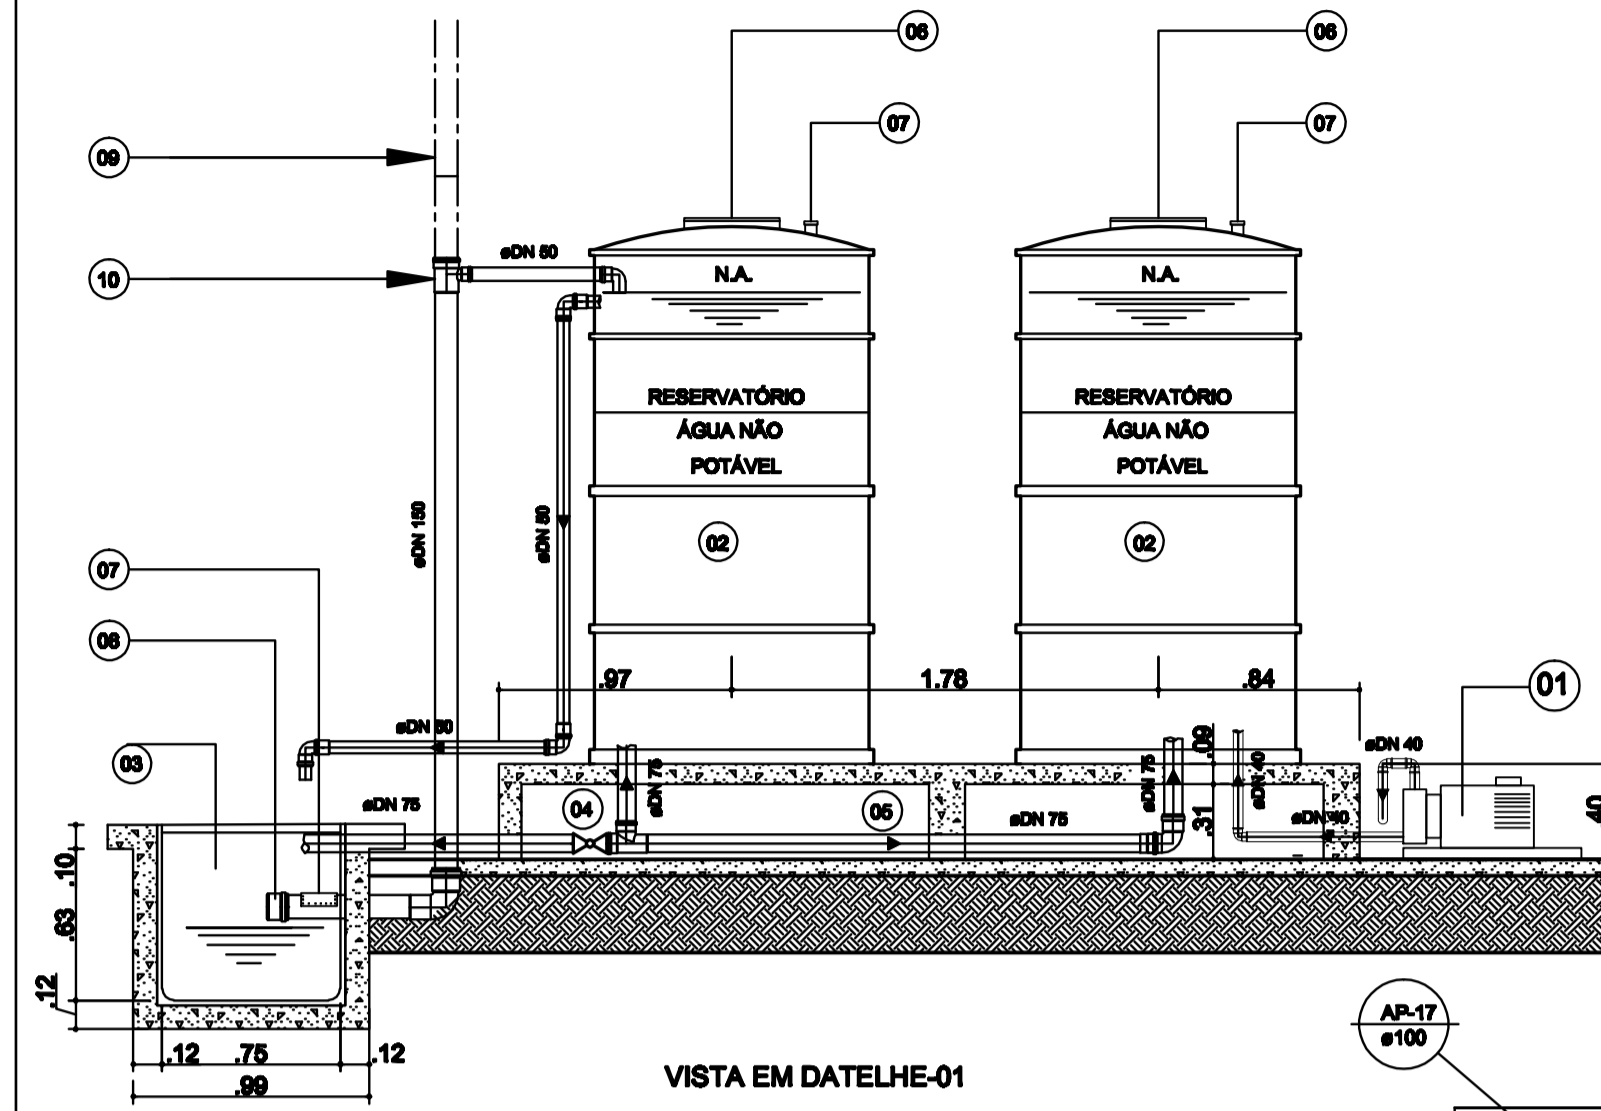 06
06
07
07
09
10
øDN 50
N.A.
N.A.
RESERVATÓRIO
ÁGUA NÃO
POTÁVEL
RESERVATÓRIO
ÁGUA NÃO
POTÁVEL
øDN 150
øDN 50
02
02
07
08
.97
1.78
.84
01
03
øDN 50
øDN 75
04
øDN 75
05
øDN 75
øDN 75
.09
.31
øDN 40
øDN 40
øDN 40
40
.10
.63
.12
.12
.75
.12
.99
VISTA EM DATELHE-01
AP-17
ø100